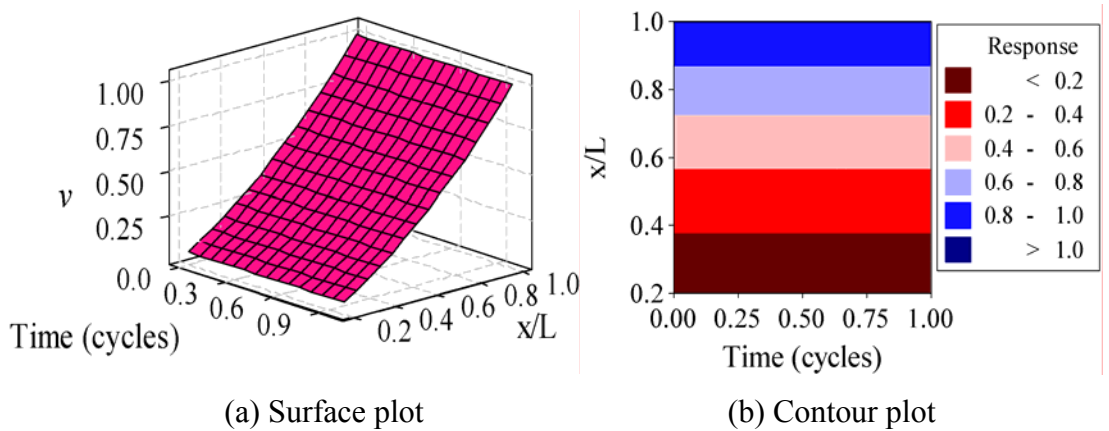 1.00
0.75
0.50
0.25
0.0
v
0.3
0.6
0.9
Time (cycles)
0.2
0.4
0.6
0.8
1.0
x/L
(a) Surface plot
1.0
0.8
0.6
0.4
0.2
x/L
0.00 0.25 0.50 0.75 1.00
Time (cycles)
Response
< 0.2
0.2 - 0.4
0.4 - 0.6
0.6 - 0.8
0.8 - 1.0
> 1.0
(b) Contour plot